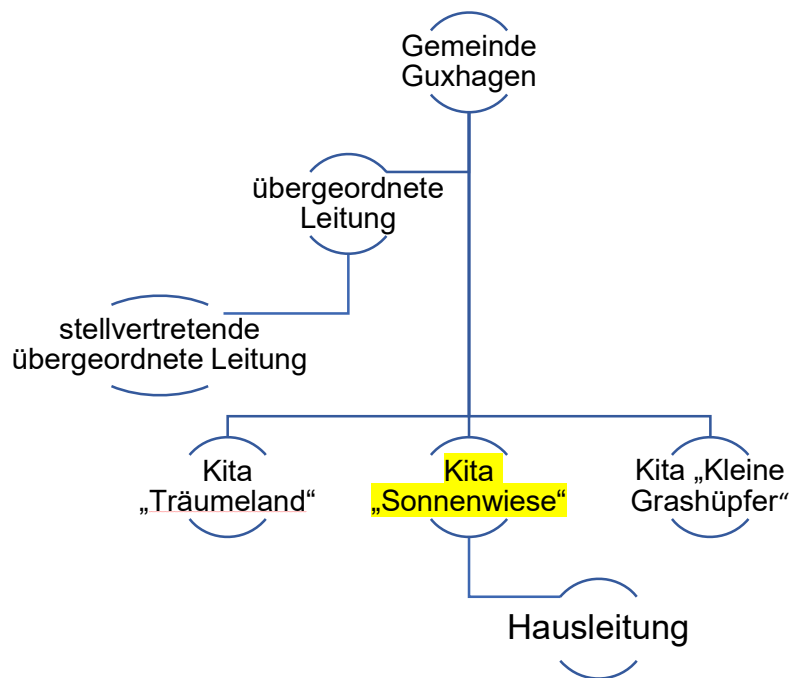 Gemeinde
Guxhagen
übergeordnete
Leitung
stellvertretende
übergeordnete Leitung
Kita
„Träumeland“
Kita
„Sonnenwiese“
Kita „Kleine
Grashüpfer“
Hausleitung